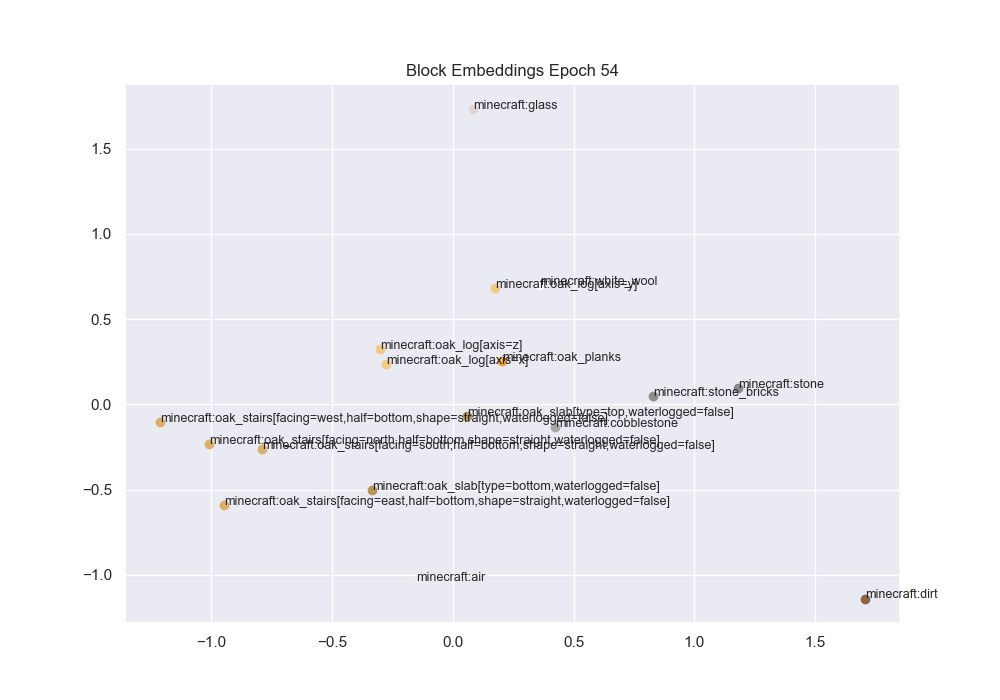 Block Embeddings Epoch 54
minecraft:glass
1.5
1.0
minecraft:white_wool
minecraft:oak_log[axis=y]
0.5
minecraft:oak_log[axis=z]
minecraft:oak_planks
minecraft:oak_log[axis=x]
minecraft:stone
minecraft:stone_bricks
0.0
minecraft:oak_slab[type=top,waterlogged=false]
minecraft:oak_stairs[facing=west,half=bottom,shape=straight,waterlogged=false]
minecraft:cobblestone
minecraft:oak_stairs[facing=north,half=bottom,shape=straight,waterlogged=false]
minecraft:oak_stairs[facing=south,half=bottom,shape=straight,waterlogged=false]
minecraft:oak_slab[type=bottom,waterlogged=false]
−0.5
minecraft:oak_stairs[facing=east,half=bottom,shape=straight,waterlogged=false]
minecraft:air
−1.0
minecraft:dirt
−1.0 −0.5 0.0 0.5 1.0 1.5